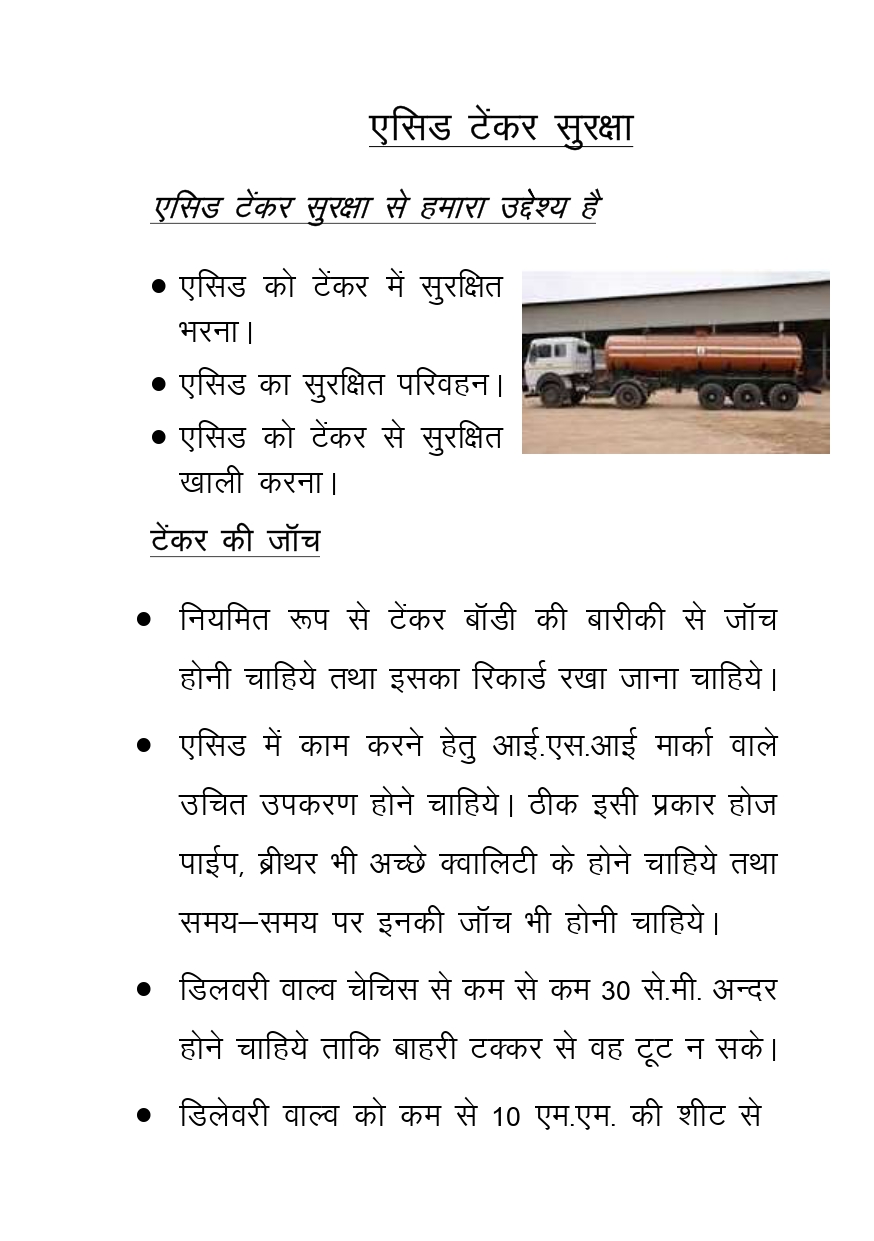 एसिड टेंकर सुरक्षा
एसिड टेंकर सुरक्षा से हमारा उद्देश्य है
• एसिड को टेंकर में सुरक्षित
भरना।
• एसिड का सुरक्षित परिवहन।
• एसिड को टेंकर से सुरक्षित
खाली करना।
टेंकर की जॉच
• नियमित रूप से टेंकर बॉडी की बारीकी से जॉच
होनी चाहिये तथा इसका रिकार्ड रखा जाना चाहिये।
• एसिड में काम करने हेतु आई.एस.आई मार्का वाले
उचित उपकरण होने चाहिये। ठीक इसी प्रकार होज
पाईप, ब्रीथर भी अच्छे क्वालिटी के होने चाहिये तथा
समय–समय पर इनकी जॉच भी होनी चाहिये।
• डिलवरी वाल्व चेचिस से कम से कम 30 से.मी. अन्दर
होने चाहिये ताकि बाहरी टक्कर से वह टूट न सके।
• डिलेवरी वाल्व को कम से 10 एम.एम. की शीट से